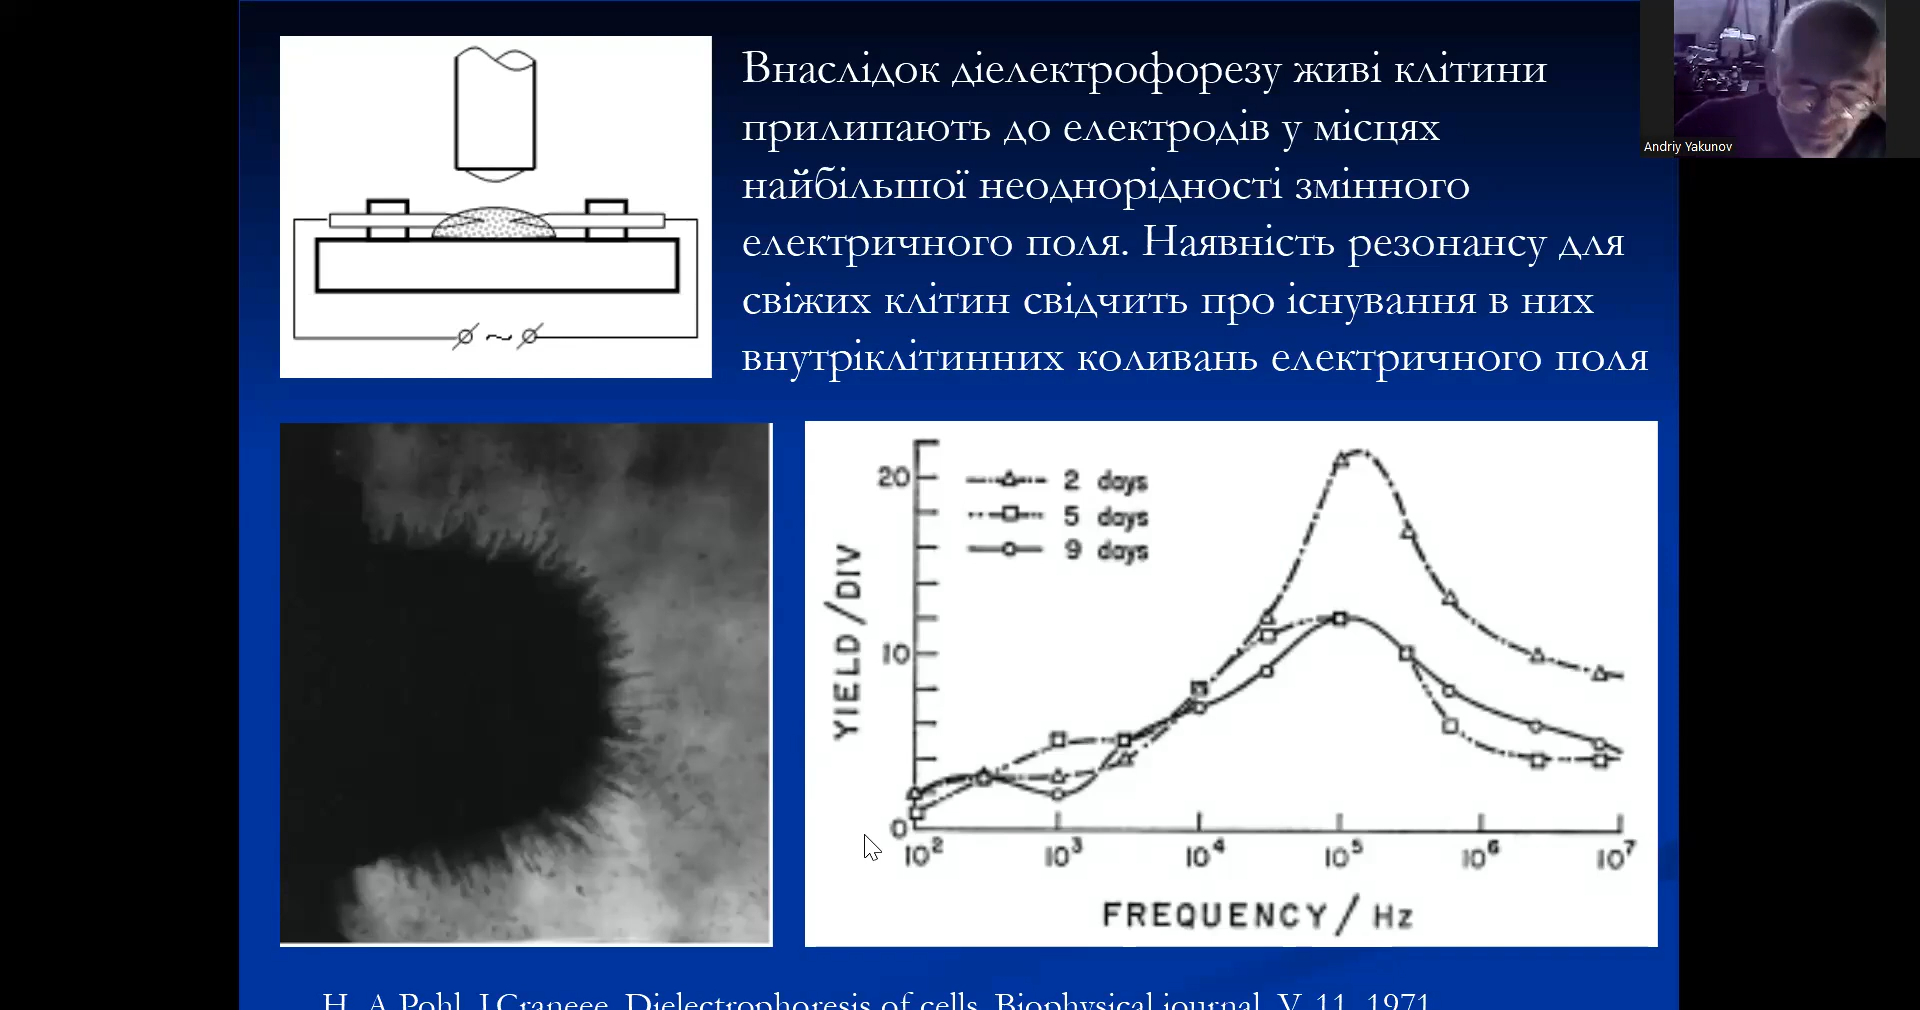 Внаслідок діелектрофорезу живі клітини
прилипають до електродів у місцях
найбільшої неоднорідності змінного
електричного поля. Наявність резонансу для
свіжих клітин свідчить про існування в них
внутріклітинних коливань електричного поля
Andriy Yakunov
~
20
10
0
YIELD/DIV
2 days
5 days
9 days
10² 10³ 10⁴ 10⁵ 10⁶ 10⁷
FREQUENCY/Hz
H. A.Pohl, J.Craneee. Dielectrophoresis of cells. Biophysical journal, V. 11, 1971